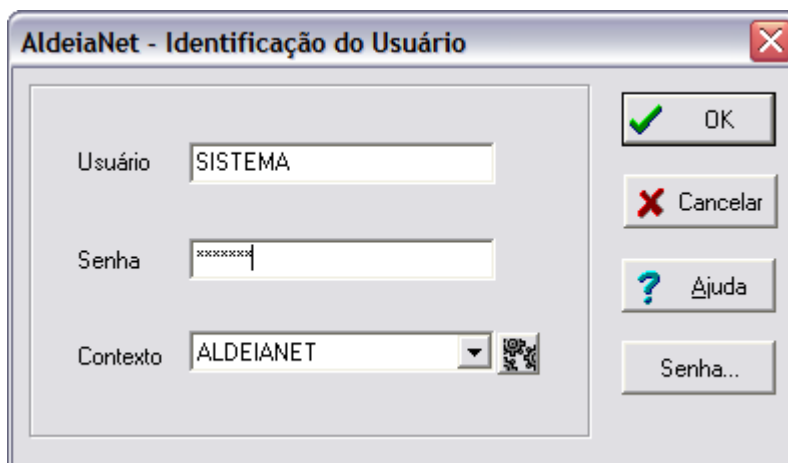 AldeiaNet - Identificação do Usuário
Usuário SISTEMA
Senha *******
Contexto ALDEIANET
OK
Cancelar
Ajuda
Senha...